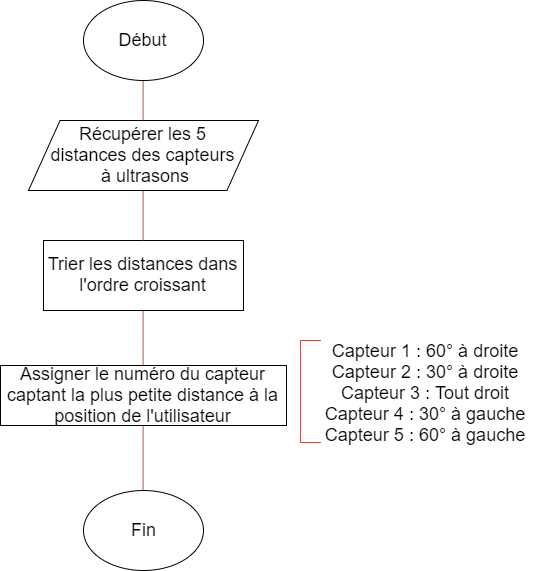 Début
Récupérer les 5
distances des capteurs
à ultrasons
Trier les distances dans
l'ordre croissant
Assigner le numéro du capteur
captant la plus petite distance à la
position de l'utilisateur
Capteur 1 : 60° à droite
Capteur 2 : 30° à droite
Capteur 3 : Tout droit
Capteur 4 : 30° à gauche
Capteur 5 : 60° à gauche
Fin